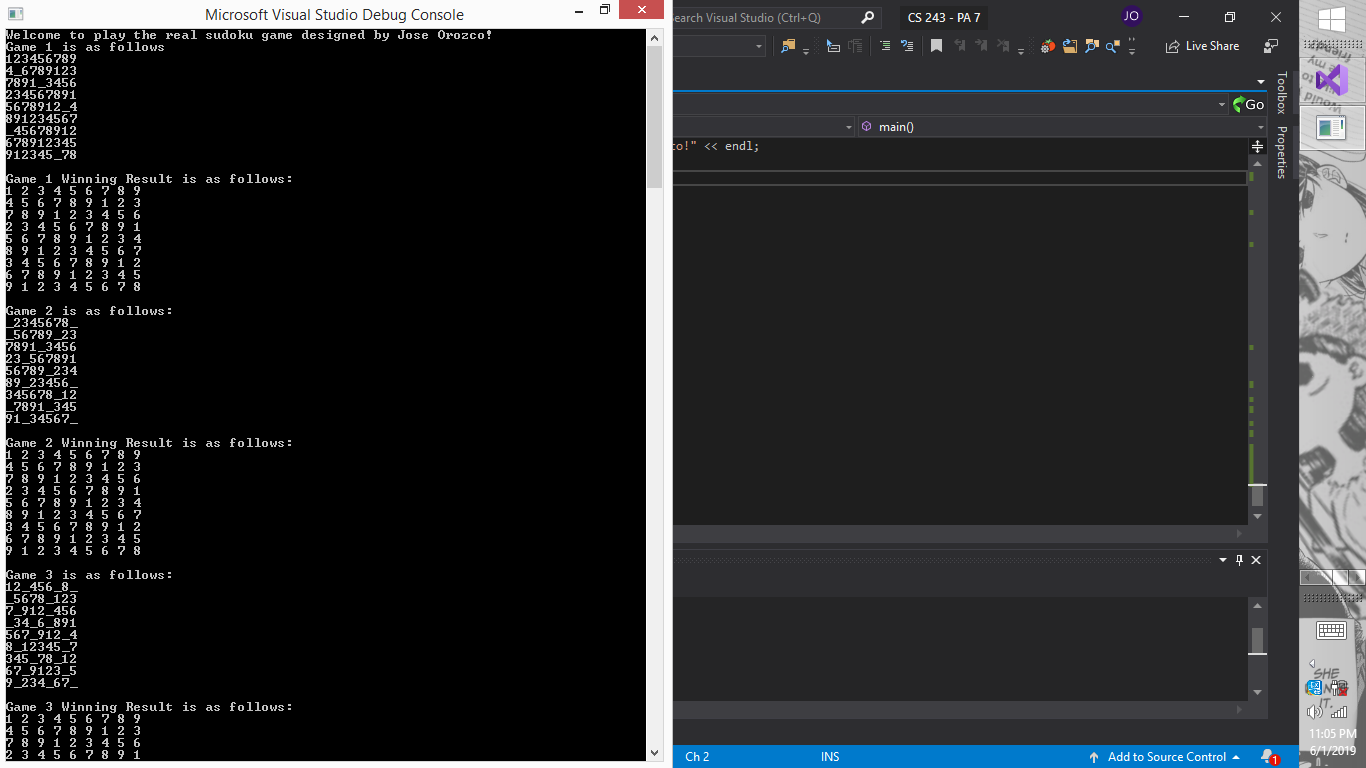 Microsoft Visual Studio Debug Console
Welcome to play the real sudoku game designed by Jose Orozco!
Game 1 is as follows
123456789
4_6789123
7891_3456
234567891
5678912_4
891234567
_45678912
678912345
912345_78
Game 1 Winning Result is as follows:
1 2 3 4 5 6 7 8 9
4 5 6 7 8 9 1 2 3
7 8 9 1 2 3 4 5 6
2 3 4 5 6 7 8 9 1
5 6 7 8 9 1 2 3 4
8 9 1 2 3 4 5 6 7
3 4 5 6 7 8 9 1 2
6 7 8 9 1 2 3 4 5
9 1 2 3 4 5 6 7 8
Game 2 is as follows:
_2345678_
_56789_23
7891_3456
23_567891
56789_234
89_23456_
345678_12
_7891_345
91_34567_
Game 2 Winning Result is as follows:
1 2 3 4 5 6 7 8 9
4 5 6 7 8 9 1 2 3
7 8 9 1 2 3 4 5 6
2 3 4 5 6 7 8 9 1
5 6 7 8 9 1 2 3 4
8 9 1 2 3 4 5 6 7
3 4 5 6 7 8 9 1 2
6 7 8 9 1 2 3 4 5
9 1 2 3 4 5 6 7 8
Game 3 is as follows:
12_456_8_
_5678_123
7_912_456
_34_6_891
567_912_4
8_12345_7
345_78_12
67_9123_5
9_234_67_
Game 3 Winning Result is as follows:
1 2 3 4 5 6 7 8 9
4 5 6 7 8 9 1 2 3
7 8 9 1 2 3 4 5 6
2 3 4 5 6 7 8 9 1
earch Visual Studio (Ctrl+Q)
CS 243 - PA 7
JO
Live Share
Go
main()
to!" << endl;
Toolbox
Properties
Ch 2
INS
Add to Source Control
1
friend
to
World
SHE
IT.
11:05 PM
6/1/2019